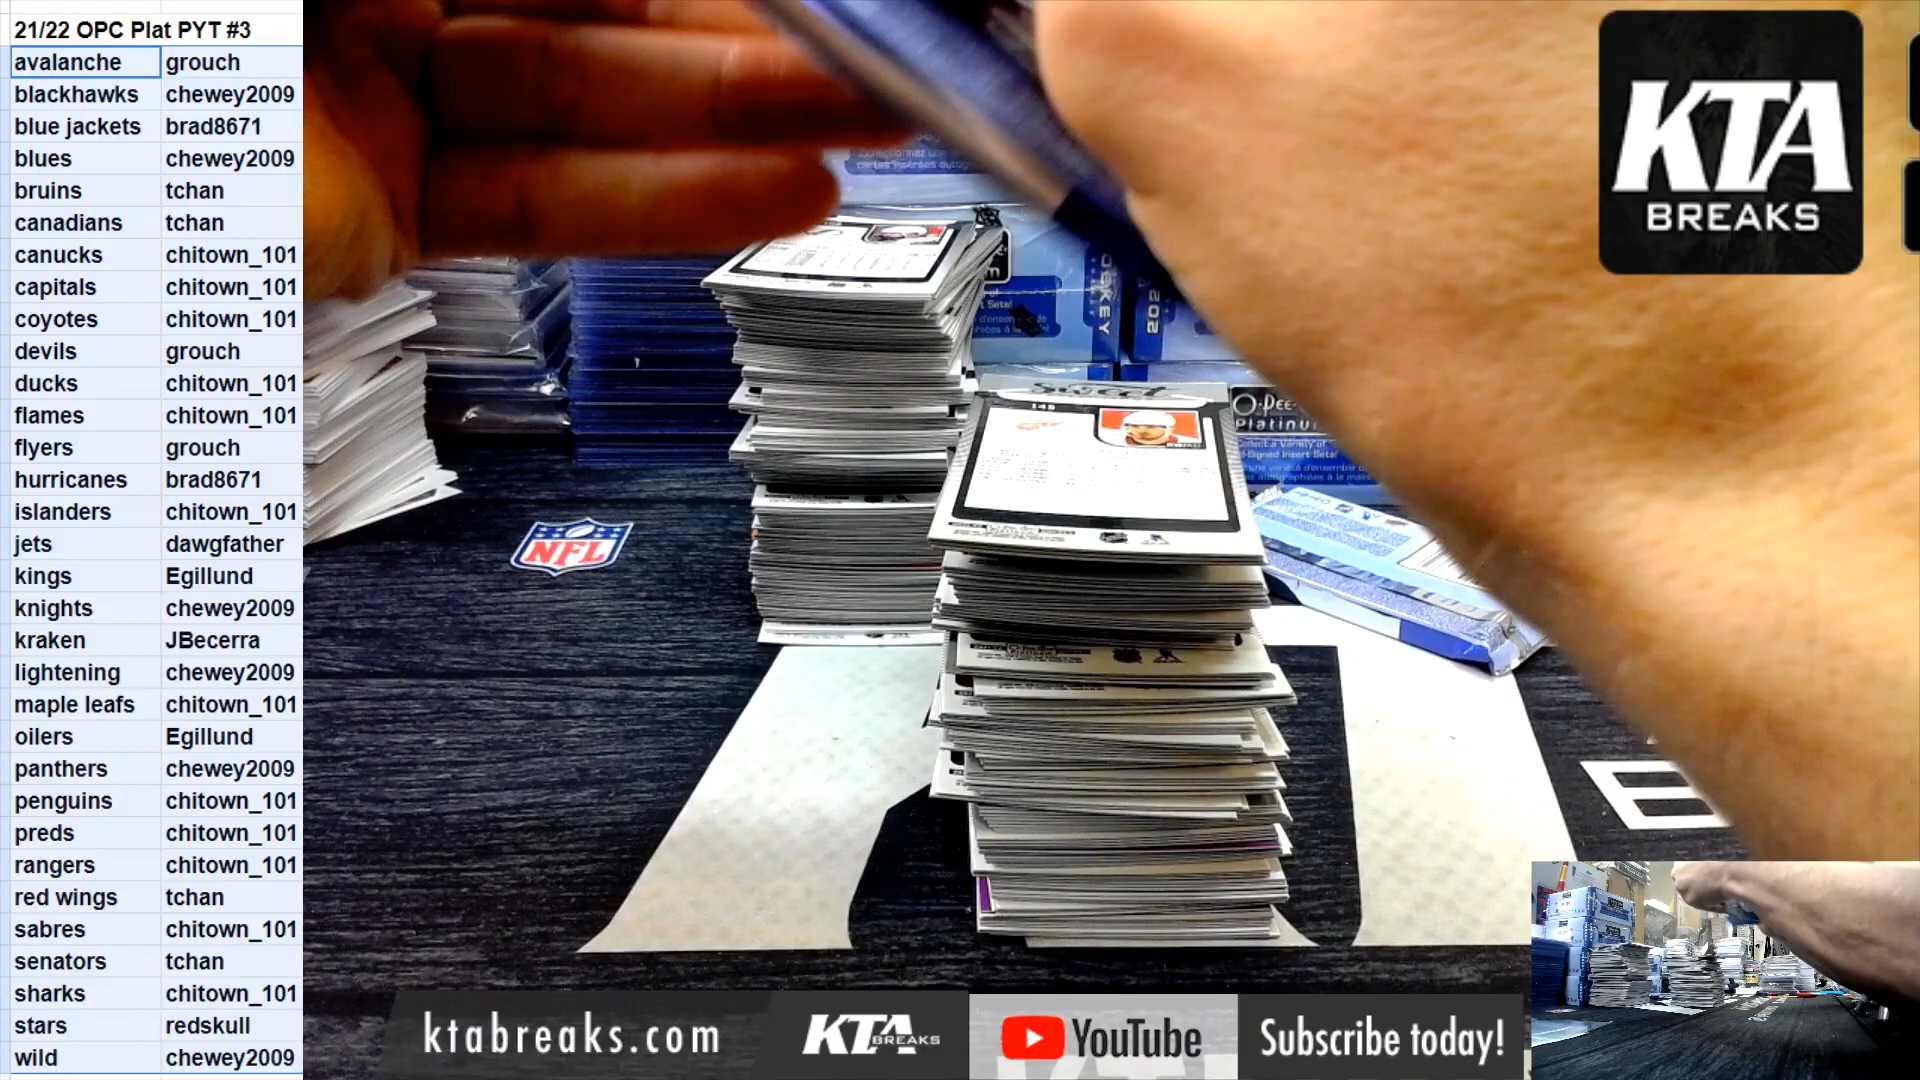 21/22 OPC Plat PYT #3
avalanche grouch
blackhawks chewey2009
blue jackets brad8671
blues chewey2009
bruins tchan
canadians tchan
canucks chitown_101
capitals chitown_101
coyotes chitown_101
devils grouch
ducks chitown_101
flames chitown_101
flyers grouch
hurricanes brad8671
islanders chitown_101
jets dawgfather
kings Egillund
knights chewey2009
kraken JBecerra
lightening chewey2009
maple leafs chitown_101
oilers Egillund
panthers chewey2009
penguins chitown_101
preds chitown_101
rangers chitown_101
red wings tchan
sabres chitown_101
senators tchan
sharks chitown_101
stars redskull
wild chewey2009
KTA
BREAKS
202
Platinum
NFL
148
ktabreaks.com
KTA BREAKS
YouTube
Subscribe today!